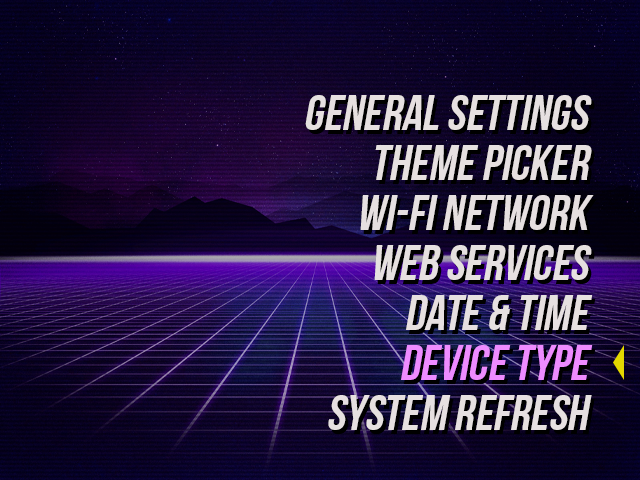 GENERAL SETTINGS
THEME PICKER
WI-FI NETWORK
WEB SERVICES
DATE & TIME
DEVICE TYPE
SYSTEM REFRESH